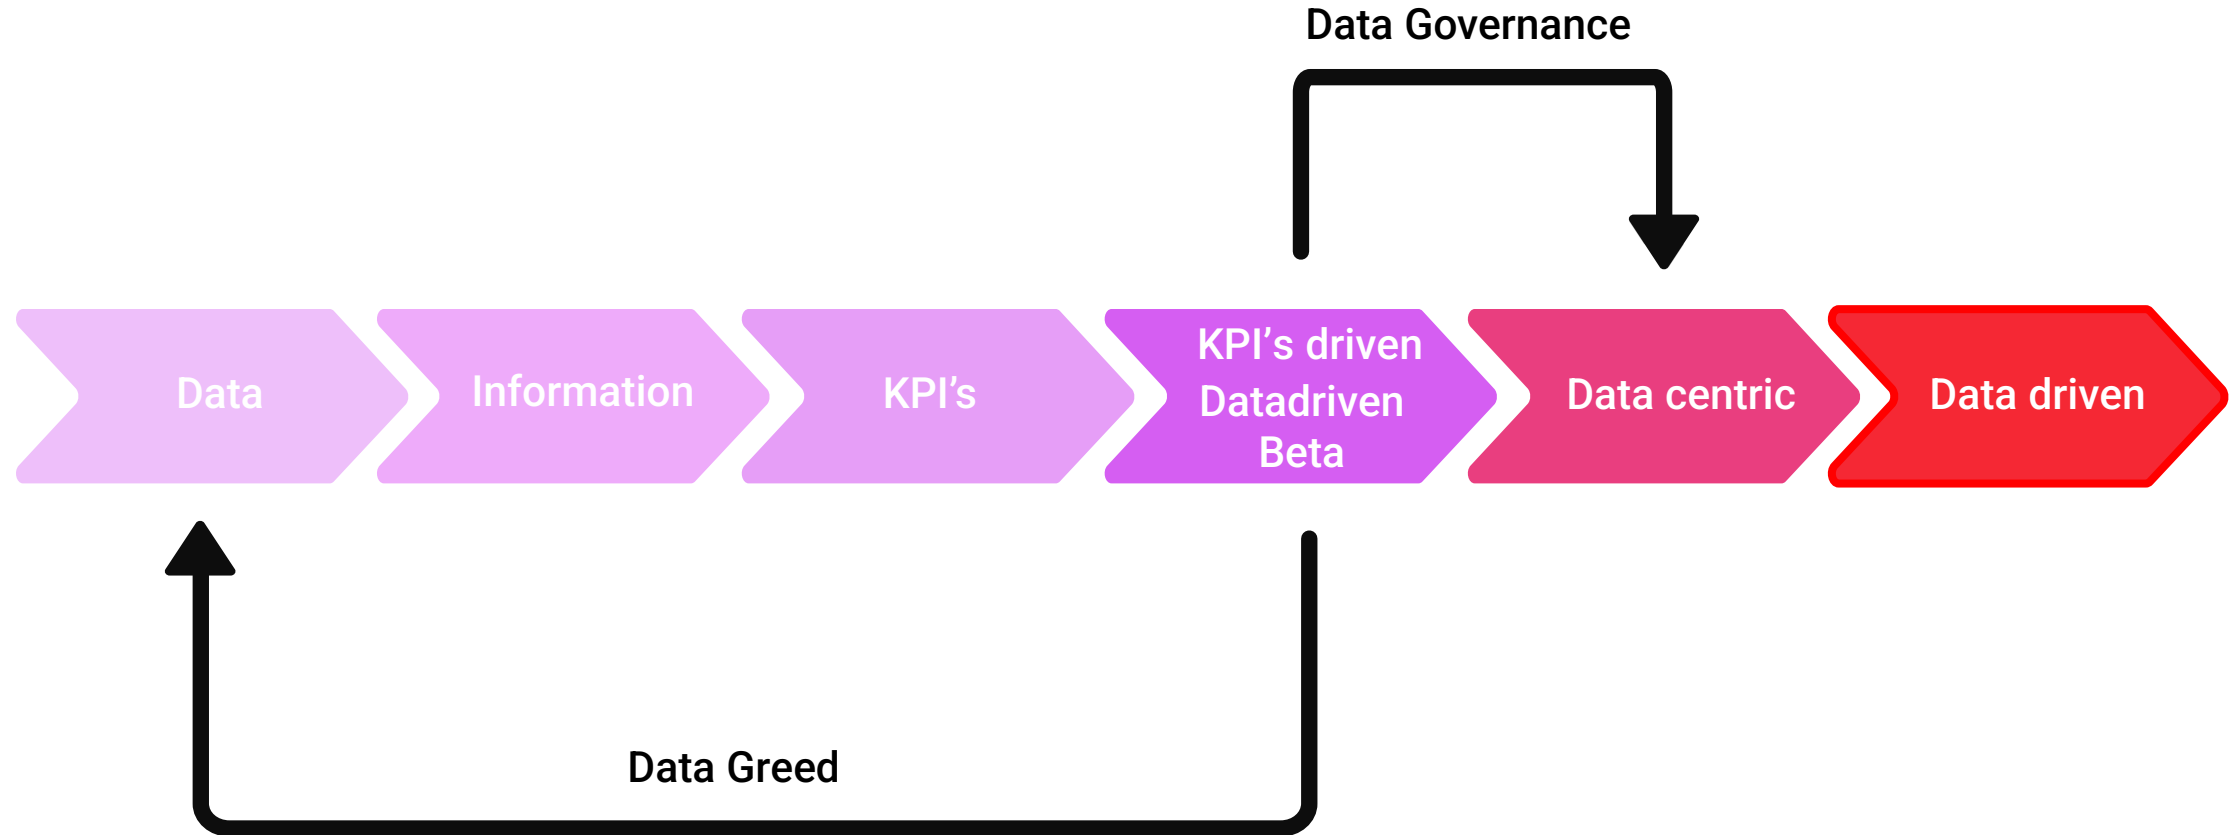 Data Governance
Data
Information
KPI’s
KPI’s driven
Datadriven
Beta
Data centric
Data driven
Data Greed